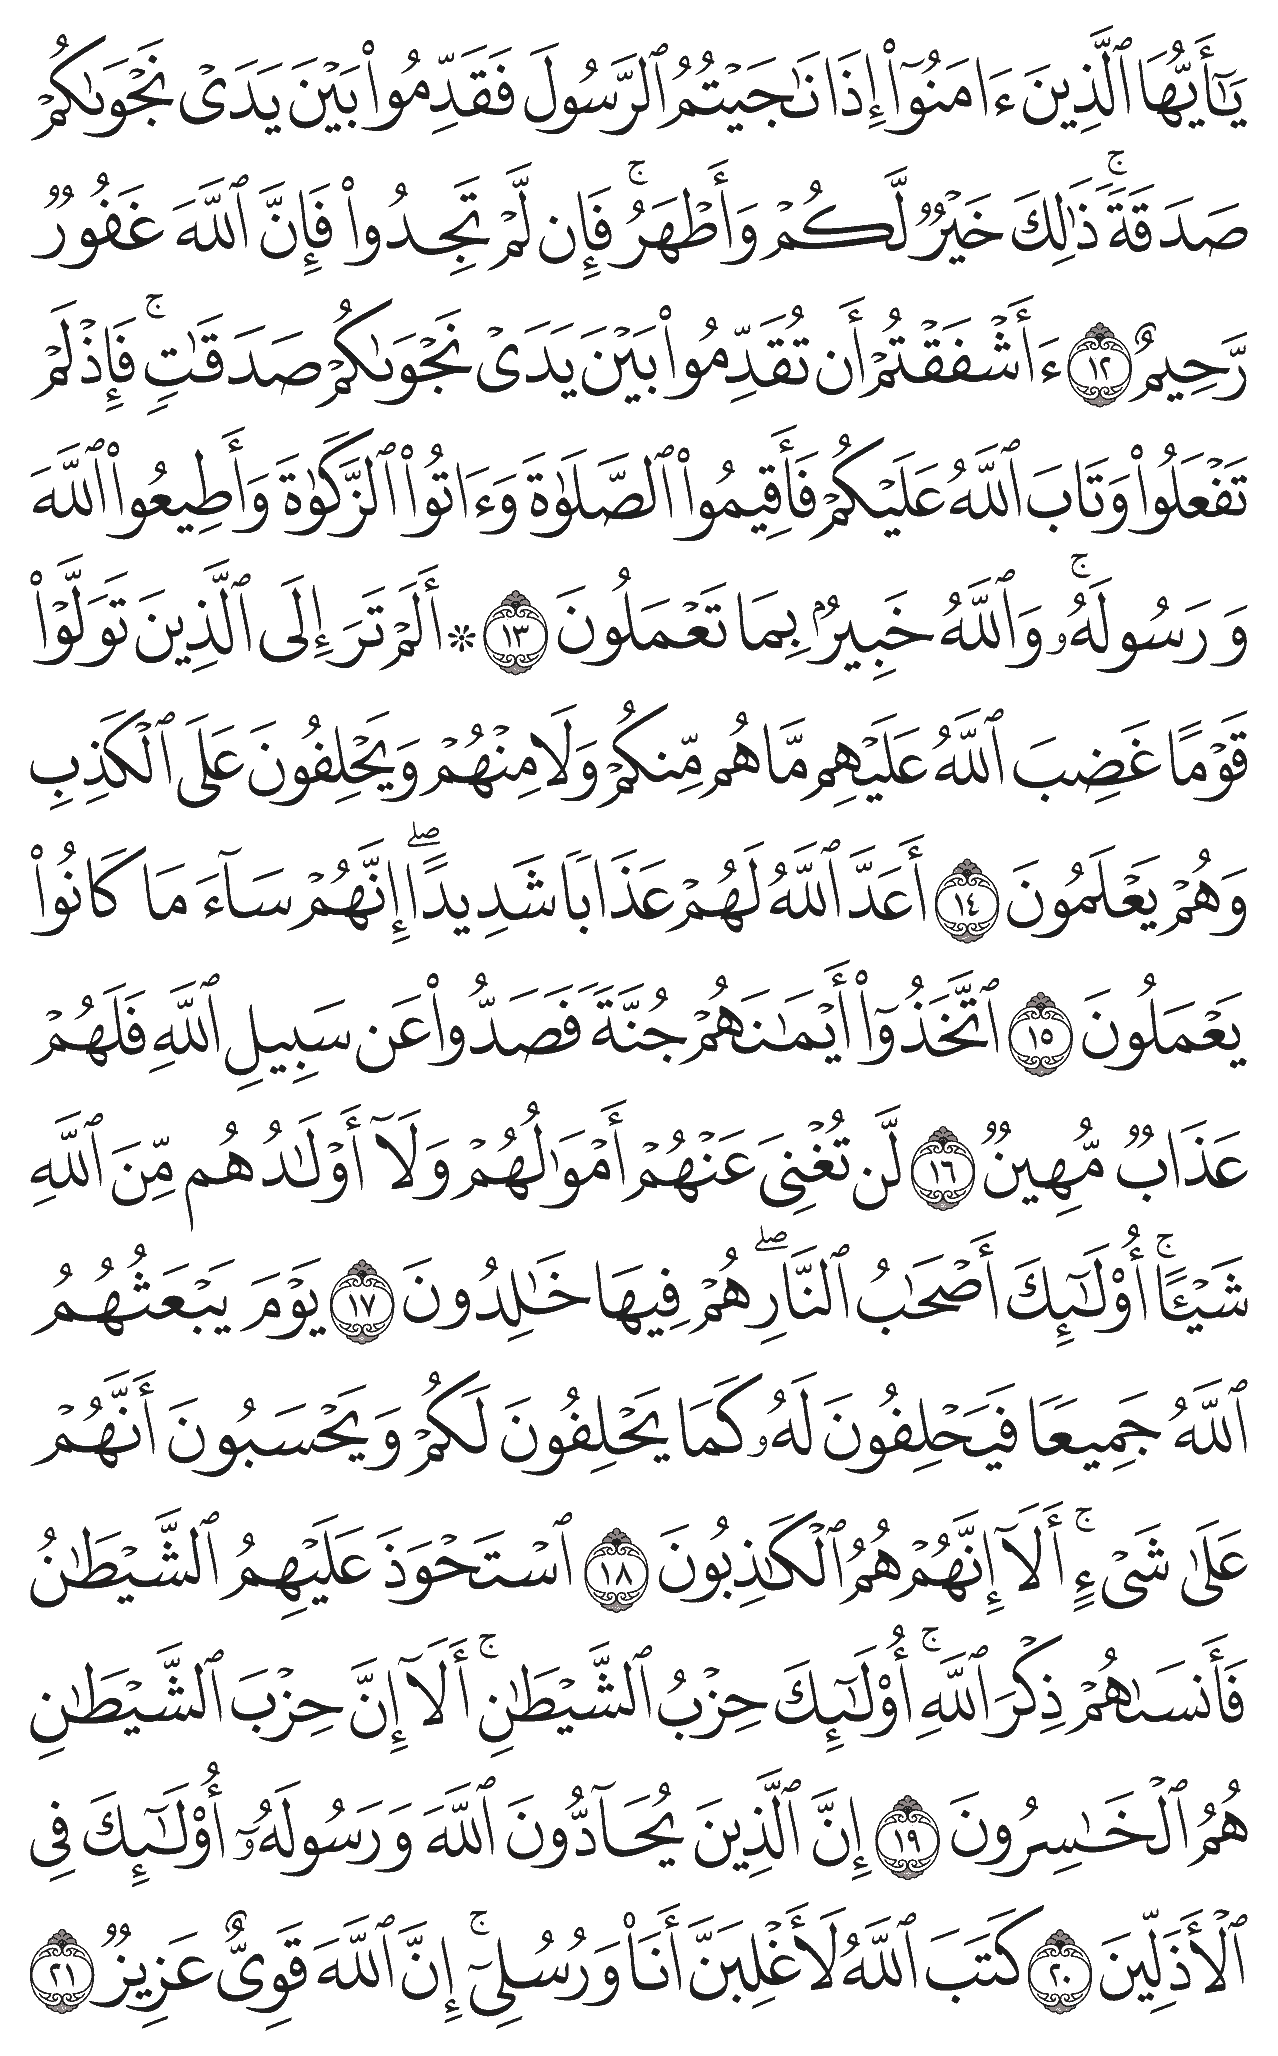 يَٰٓأَيُّهَا ٱلَّذِينَ ءَامَنُوٓا۟ إِذَا نَٰجَيْتُمُ ٱلرَّسُولَ فَقَدِّمُوا۟ بَيْنَ يَدَىْ نَجْوَىٰكُمْ
صَدَقَةً ۚ ذَٰلِكَ خَيْرٌ لَّكُمْ وَأَطْهَرُ ۚ فَإِن لَّمْ تَجِدُوا۟ فَإِنَّ ٱللَّهَ غَفُورٌ
رَّحِيمٌ ١٢ ءَأَشْفَقْتُمْ أَن تُقَدِّمُوا۟ بَيْنَ يَدَىْ نَجْوَىٰكُمْ صَدَقَٰتٍ ۚ فَإِذْ لَمْ
تَفْعَلُوا۟ وَتَابَ ٱللَّهُ عَلَيْكُمْ فَأَقِيمُوا۟ ٱلصَّلَوٰةَ وَءَاتُوا۟ ٱلزَّكَوٰةَ وَأَطِيعُوا۟ ٱللَّهَ
وَرَسُولَهُۥ ۚ وَٱللَّهُ خَبِيرٌۢ بِمَا تَعْمَلُونَ ١٣ ۞ أَلَمْ تَرَ إِلَى ٱلَّذِينَ تَوَلَّوْا۟
قَوْمًا غَضِبَ ٱللَّهُ عَلَيْهِم مَّا هُم مِّنكُمْ وَلَا مِنْهُمْ وَيَحْلِفُونَ عَلَى ٱلْكَذِبِ
وَهُمْ يَعْلَمُونَ ١٤ أَعَدَّ ٱللَّهُ لَهُمْ عَذَابًا شَدِيدًا ۖ إِنَّهُمْ سَآءَ مَا كَانُوا۟
يَعْمَلُونَ ١٥ ٱتَّخَذُوٓا۟ أَيْمَٰنَهُمْ جُنَّةً فَصَدُّوا۟ عَن سَبِيلِ ٱللَّهِ فَلَهُمْ
عَذَابٌ مُّهِينٌ ١٦ لَّن تُغْنِىَ عَنْهُمْ أَمْوَٰلُهُمْ وَلَآ أَوْلَٰدُهُم مِّنَ ٱللَّهِ
شَيْـًٔا ۚ أُو۟لَٰٓئِكَ أَصْحَٰبُ ٱلنَّارِ ۖ هُمْ فِيهَا خَٰلِدُونَ ١٧ يَوْمَ يَبْعَثُهُمُ
ٱللَّهُ جَمِيعًا فَيَحْلِفُونَ لَهُۥ كَمَا يَحْلِفُونَ لَكُمْ وَيَحْسَبُونَ أَنَّهُمْ
عَلَىٰ شَىْءٍ ۚ أَلَآ إِنَّهُمْ هُمُ ٱلْكَٰذِبُونَ ١٨ ٱسْتَحْوَذَ عَلَيْهِمُ ٱلشَّيْطَٰنُ
فَأَنسَىٰهُمْ ذِكْرَ ٱللَّهِ ۚ أُو۟لَٰٓئِكَ حِزْبُ ٱلشَّيْطَٰنِ ۚ أَلَآ إِنَّ حِزْبَ ٱلشَّيْطَٰنِ
هُمُ ٱلْخَٰسِرُونَ ١٩ إِنَّ ٱلَّذِينَ يُحَآدُّونَ ٱللَّهَ وَرَسُولَهُۥٓ أُو۟لَٰٓئِكَ فِى
ٱلْأَذَلِّينَ ٢٠ كَتَبَ ٱللَّهُ لَأَغْلِبَنَّ أَنَا۠ وَرُسُلِىٓ ۚ إِنَّ ٱللَّهَ قَوِىٌّ عَزِيزٌ ٢١